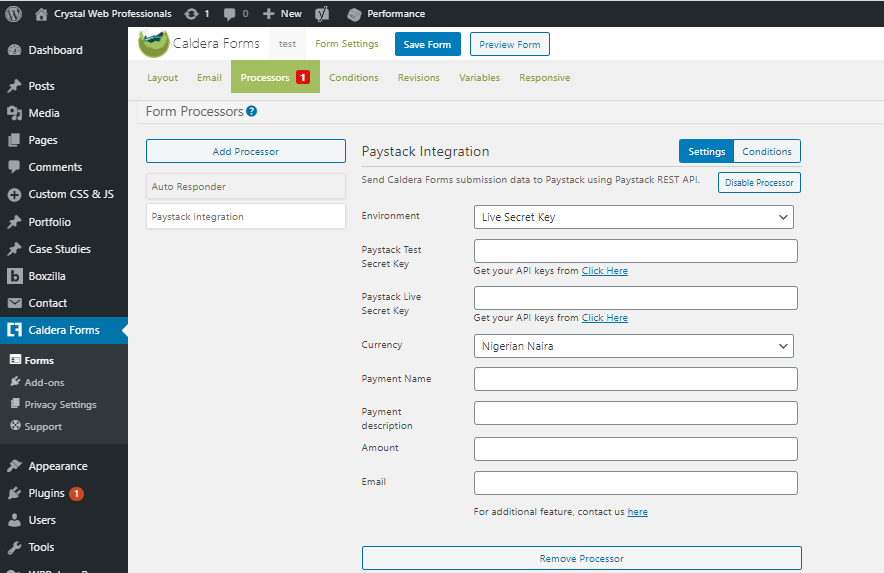 Crystal Web Professionals 1 0 New Performance
Dashboard
Posts
Media
Pages
Comments
Custom CSS & JS
Portfolio
Case Studies
Boxzilla
Contact
Caldera Forms
Forms
Add-ons
Privacy Settings
Support
Appearance
Plugins 1
Users
Tools
Caldera Forms test Form Settings Save Form Preview Form
Layout Email Processors 1 Conditions Revisions Variables Responsive
Form Processors ?
Add Processor
Auto Responder
Paystack Integration
Paystack Integration Settings Conditions
Send Caldera Forms submission data to Paystack using Paystack REST API. Disable Processor
Environment Live Secret Key
Paystack Test
Secret Key
Get your API keys from Click Here
Paystack Live
Secret Key
Get your API keys from Click Here
Currency Nigerian Naira
Payment Name
Payment
description
Amount
Email
For additional feature, contact us here
Remove Processor